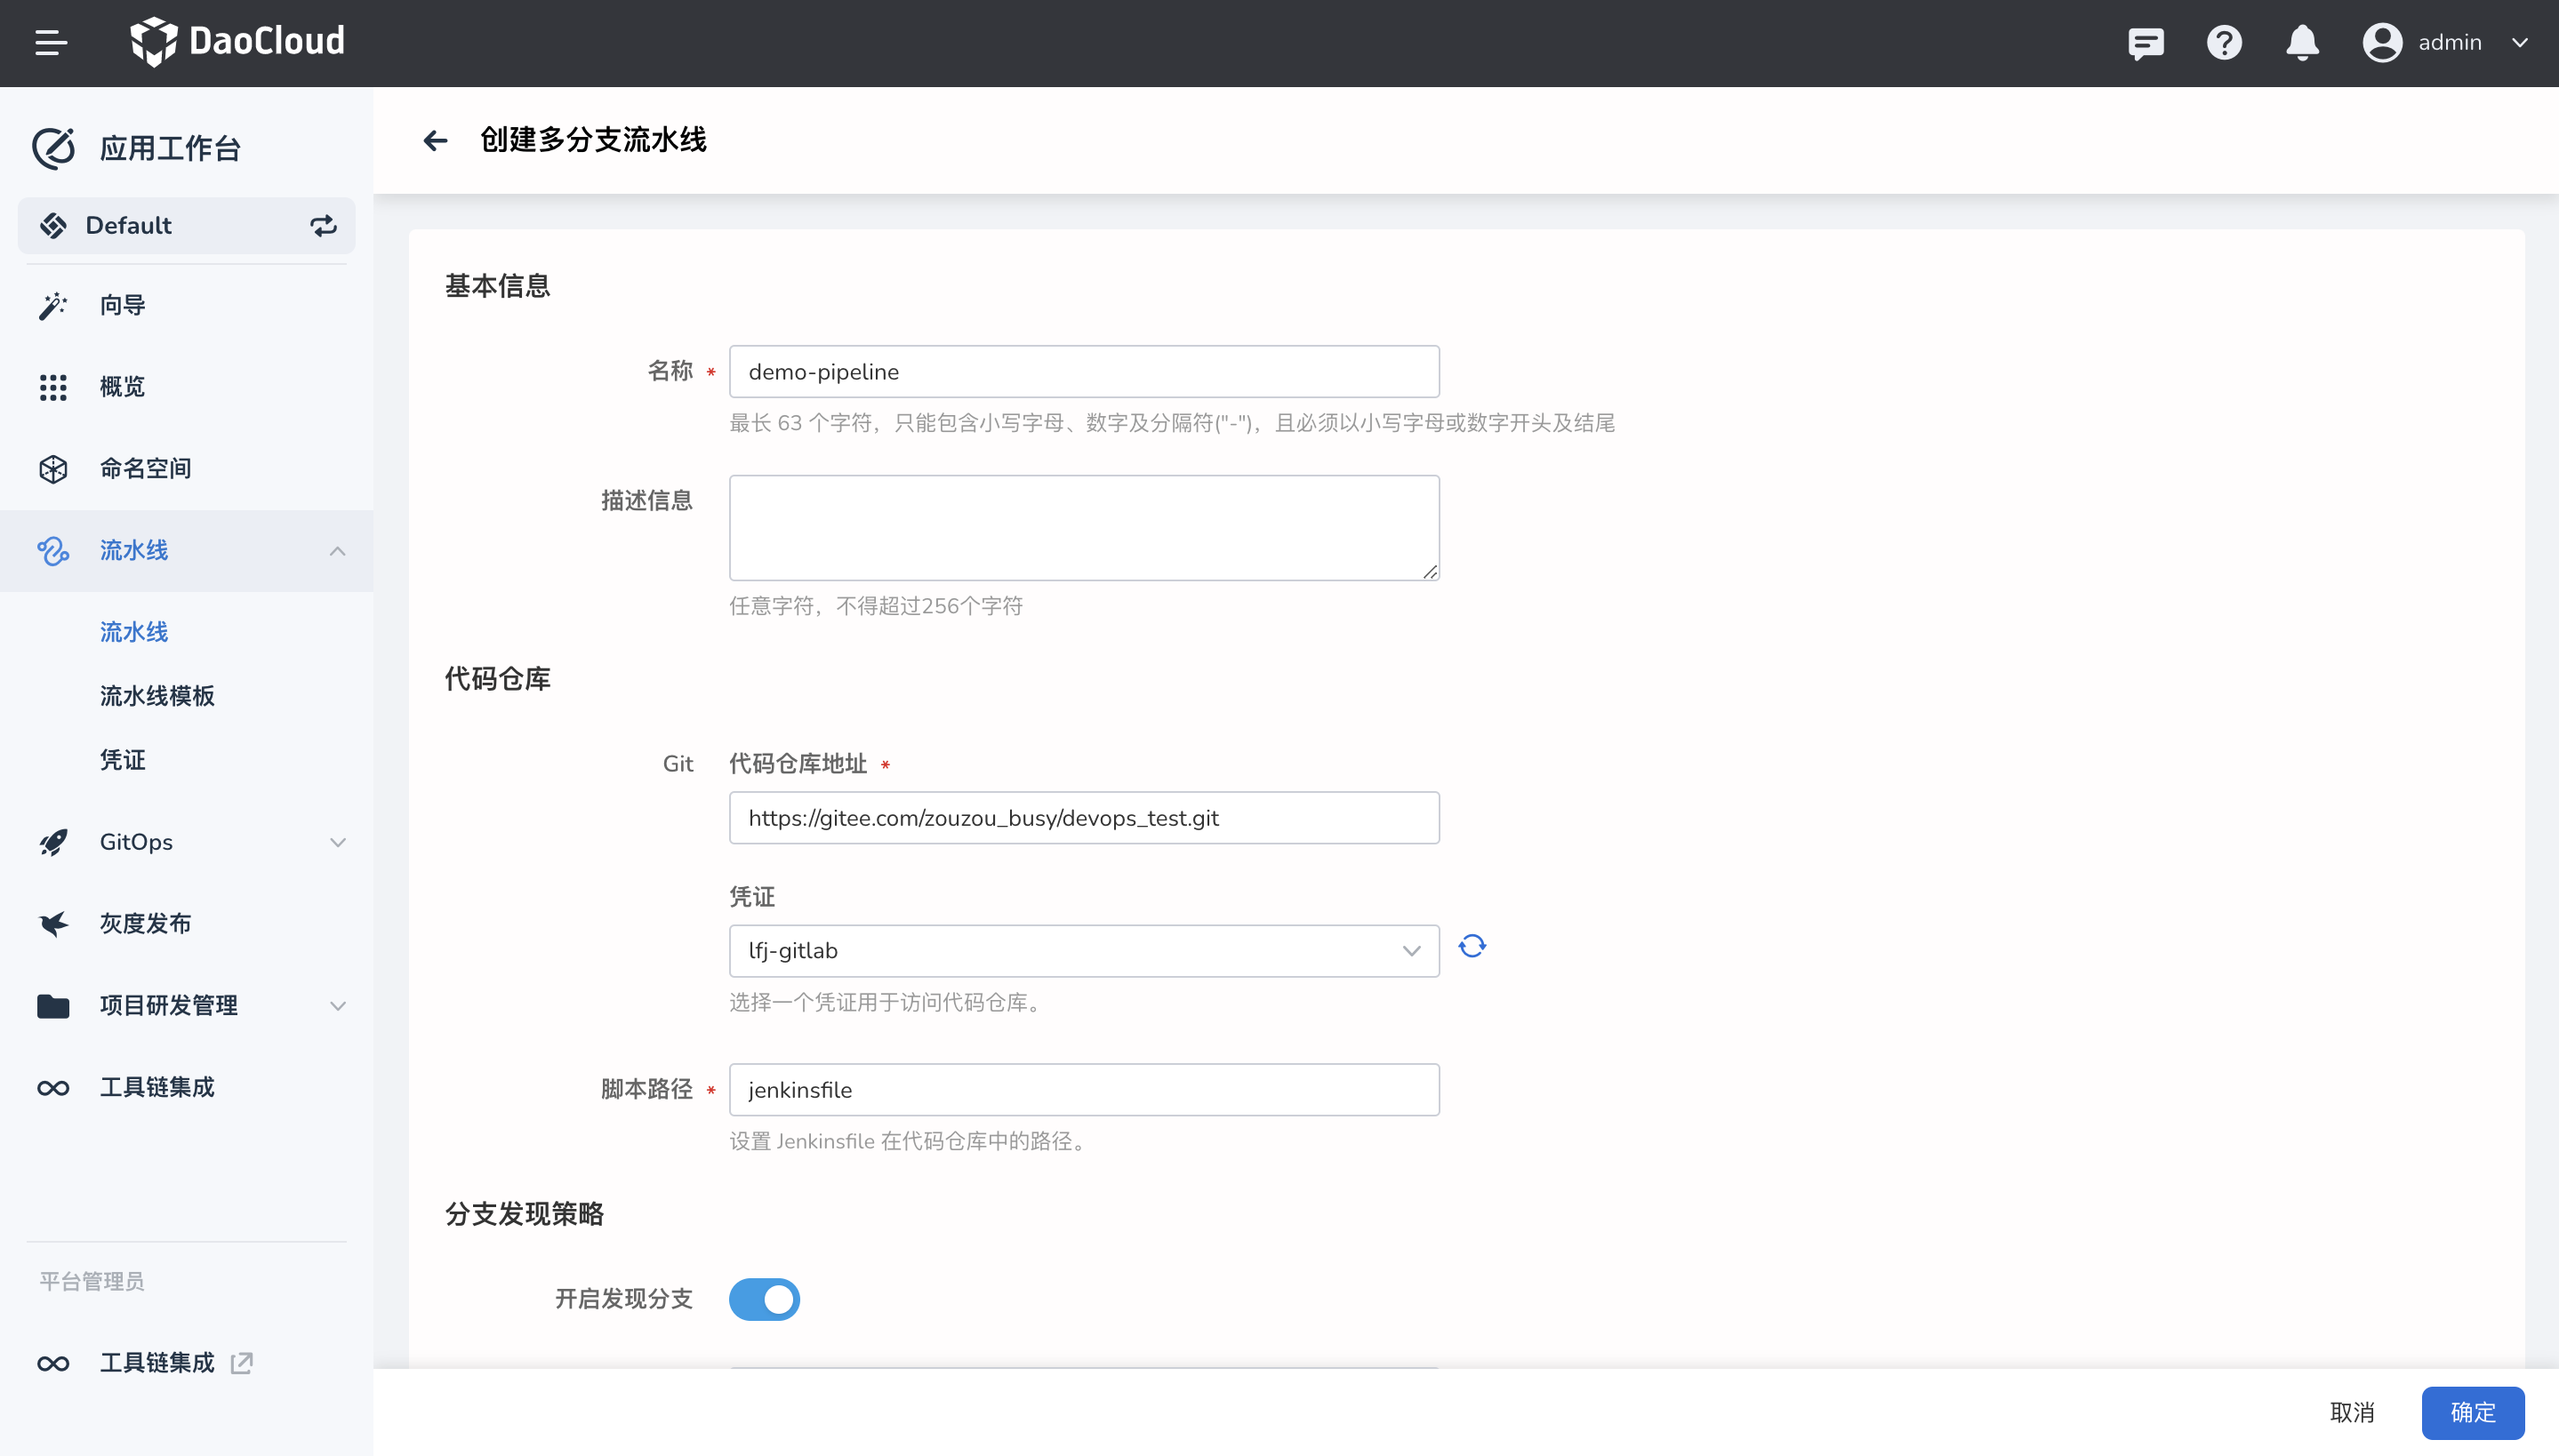 DaoCloud
admin
应用工作台
Default
向导
概览
命名空间
流水线
流水线
流水线模板
凭证
GitOps
灰度发布
项目研发管理
工具链集成
平台管理员
工具链集成
创建多分支流水线
基本信息
名称 *
demo-pipeline
最长 63 个字符，只能包含小写字母、数字及分隔符("-")，且必须以小写字母或数字开头及结尾
描述信息
任意字符，不得超过256个字符
代码仓库
Git
代码仓库地址 *
https://gitee.com/zouzou_busy/devops_test.git
凭证
lfj-gitlab
选择一个凭证用于访问代码仓库。
脚本路径 *
jenkinsfile
设置 Jenkinsfile 在代码仓库中的路径。
分支发现策略
开启发现分支
取消
确定